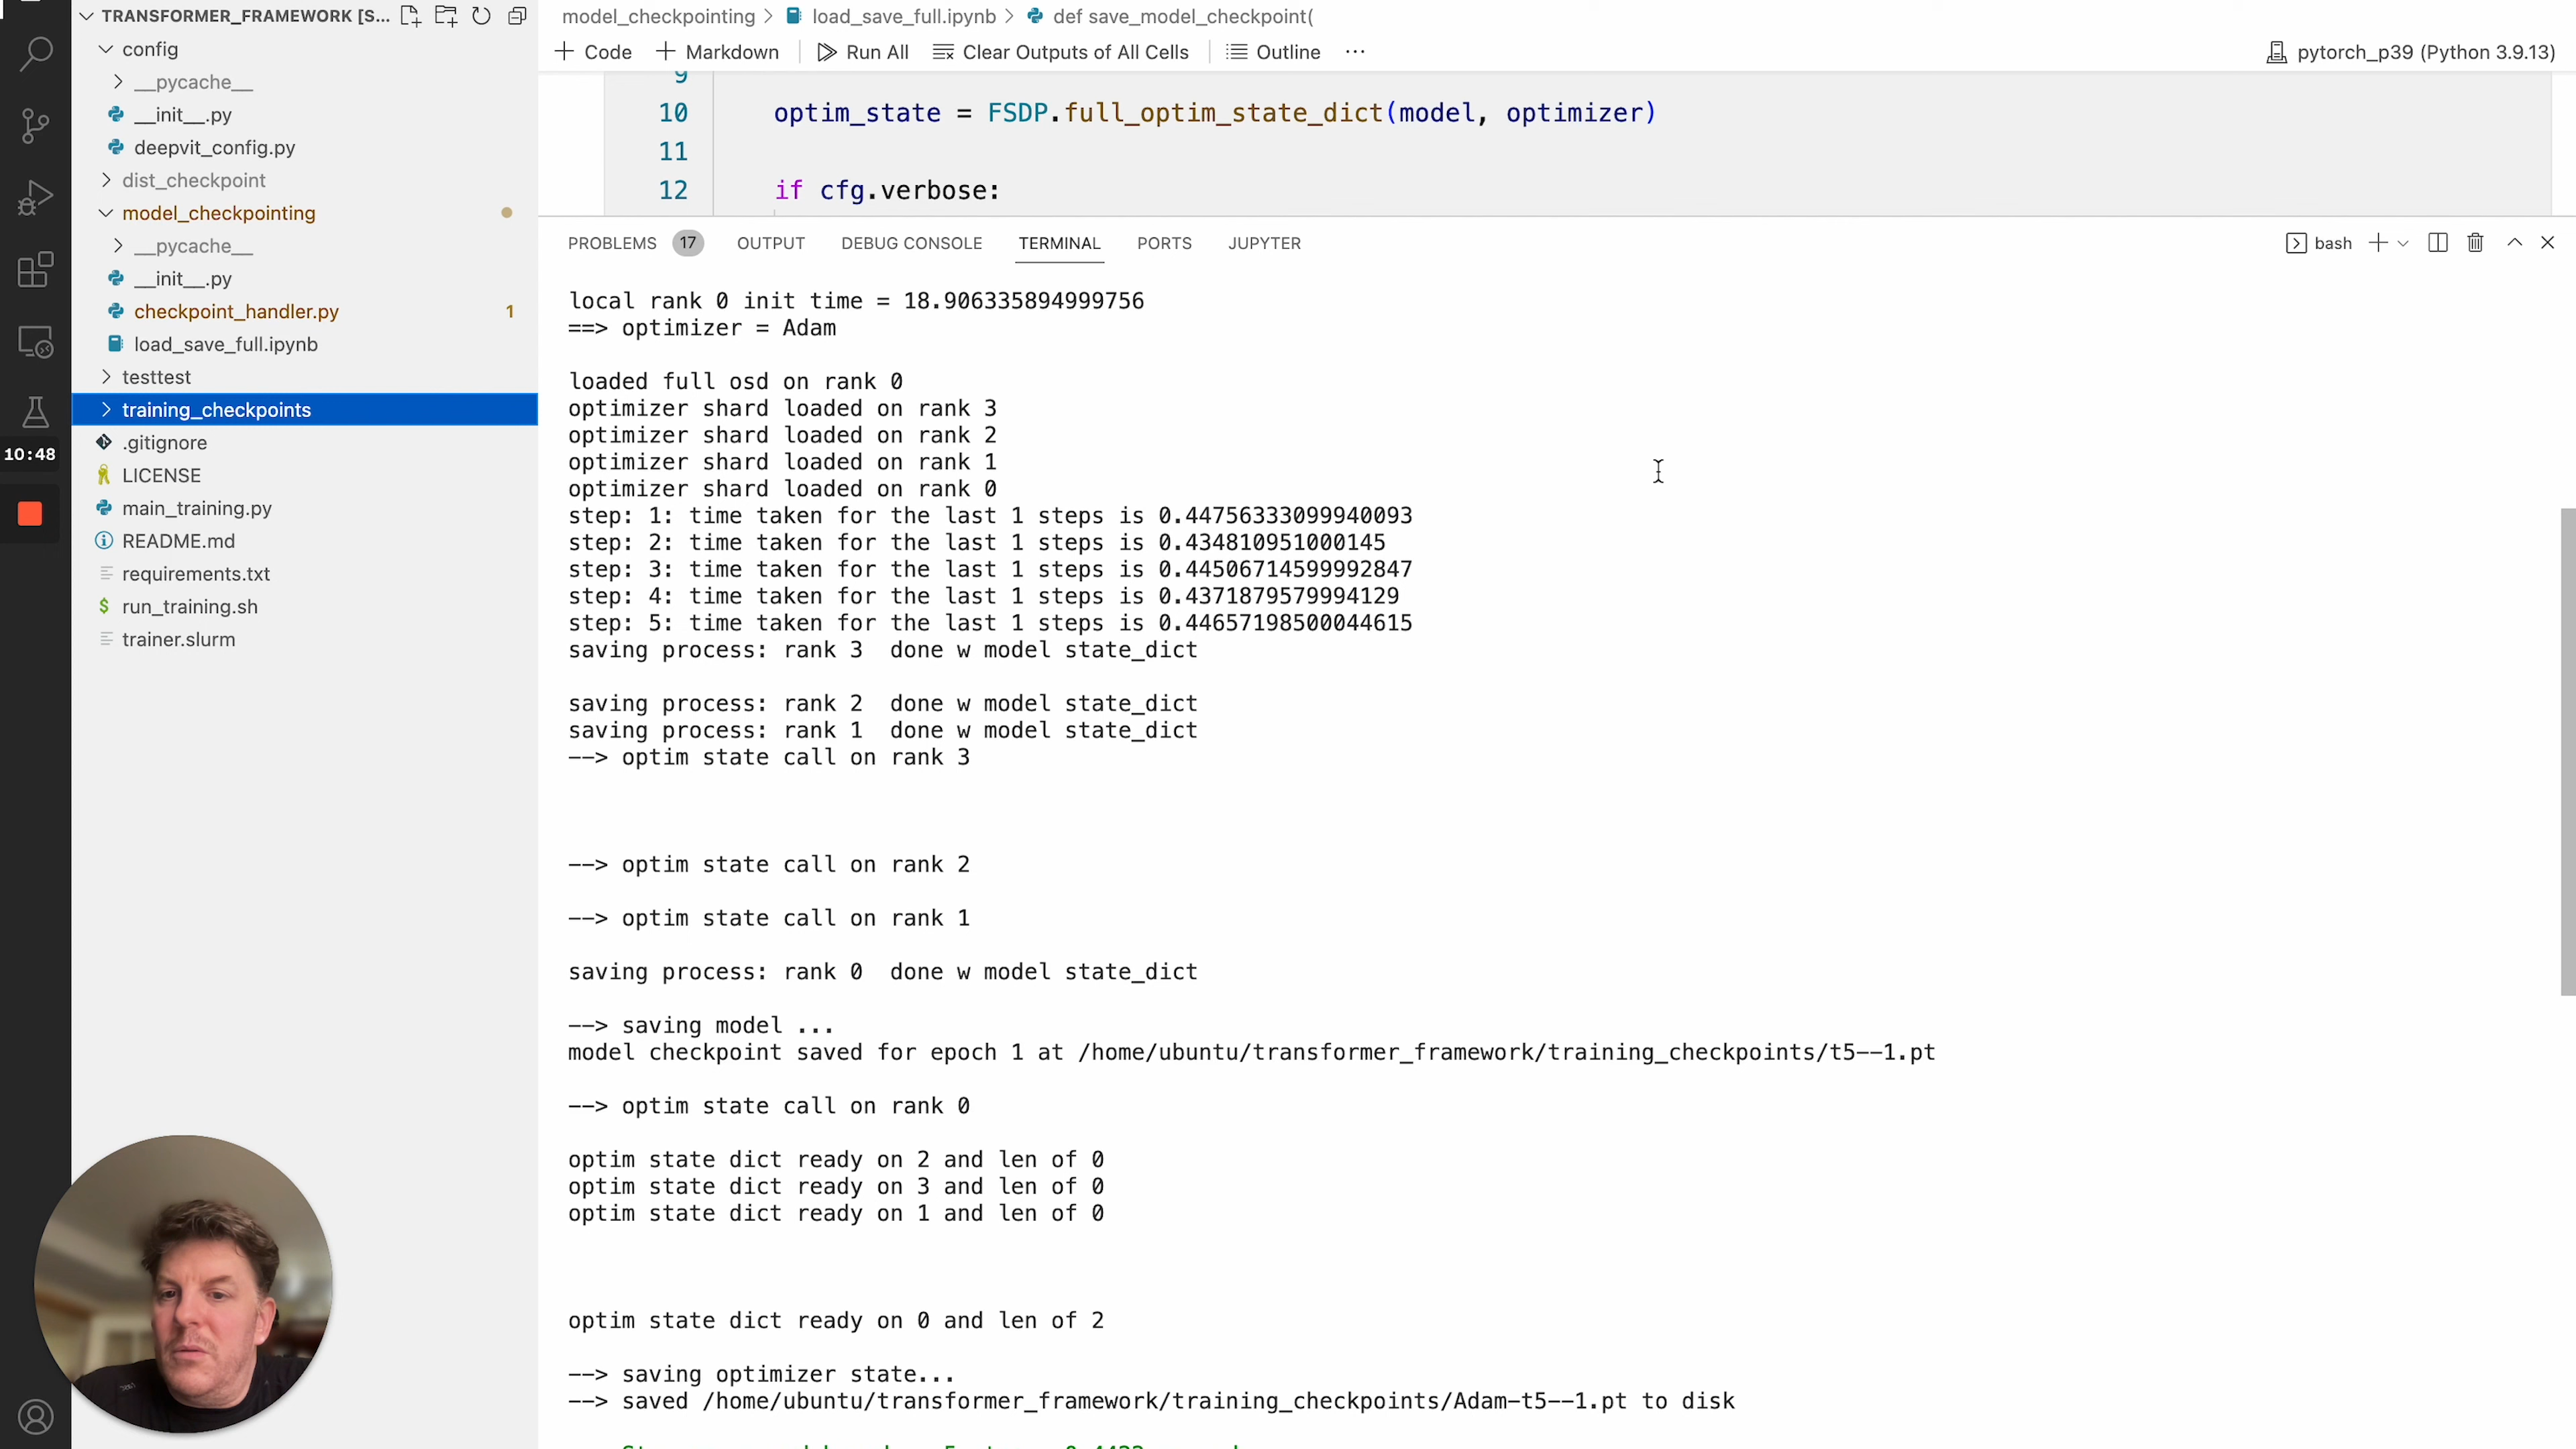 TRANSFORMER_FRAMEWORK [S...
config
__pycache__
__init__.py
deepvit_config.py
dist_checkpoint
model_checkpointing
__pycache__
__init__.py
checkpoint_handler.py 1
load_save_full.ipynb
testtest
training_checkpoints
.gitignore
LICENSE
main_training.py
README.md
requirements.txt
run_training.sh
trainer.slurm
10:48
model_checkpointing > load_save_full.ipynb > def save_model_checkpoint(
+ Code + Markdown Run All Clear Outputs of All Cells Outline ... pytorch_p39 (Python 3.9.13)
9
10 optim_state = FSDP.full_optim_state_dict(model, optimizer)
11
12 if cfg.verbose:
PROBLEMS 17 OUTPUT DEBUG CONSOLE TERMINAL PORTS JUPYTER bash
local rank 0 init time = 18.906335894999756
==> optimizer = Adam
loaded full osd on rank 0
optimizer shard loaded on rank 3
optimizer shard loaded on rank 2
optimizer shard loaded on rank 1
optimizer shard loaded on rank 0
step: 1: time taken for the last 1 steps is 0.44756333099940093
step: 2: time taken for the last 1 steps is 0.434810951000145
step: 3: time taken for the last 1 steps is 0.44506714599992847
step: 4: time taken for the last 1 steps is 0.4371879579994129
step: 5: time taken for the last 1 steps is 0.44657198500044615
saving process: rank 3  done w model state_dict
saving process: rank 2  done w model state_dict
saving process: rank 1  done w model state_dict
--> optim state call on rank 3
--> optim state call on rank 2
--> optim state call on rank 1
saving process: rank 0  done w model state_dict
--> saving model ...
model checkpoint saved for epoch 1 at /home/ubuntu/transformer_framework/training_checkpoints/t5--1.pt
--> optim state call on rank 0
optim state dict ready on 2 and len of 0
optim state dict ready on 3 and len of 0
optim state dict ready on 1 and len of 0
optim state dict ready on 0 and len of 2
--> saving optimizer state...
--> saved /home/ubuntu/transformer_framework/training_checkpoints/Adam-t5--1.pt to disk